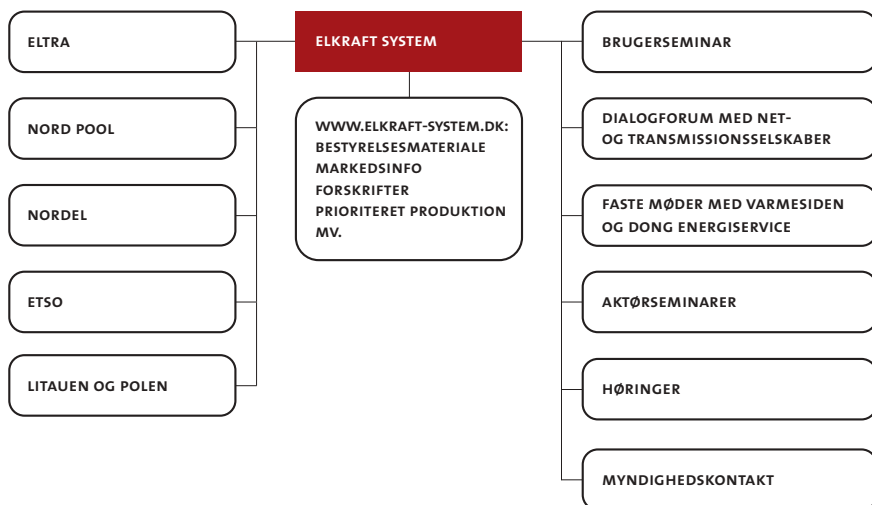 ELTRA
NORD POOL
NORDEL
ETSO
LITAUEN OG POLEN
ELKRAFT SYSTEM
WWW.ELKRAFT-SYSTEM.DK:
BESTYRELSESMATERIALE
MARKEDSINFO
FORSKRIFTER
PRIORITERET PRODUKTION
MV.
BRUGERSEMINAR
DIALOGFORUM MED NET-
OG TRANSMISSIONSSELSKABER
FASTE MØDER MED VARMESIDEN
OG DONG ENERGISERVICE
AKTØRSEMINARER
HØRINGER
MYNDIGHEDSKONTAKT